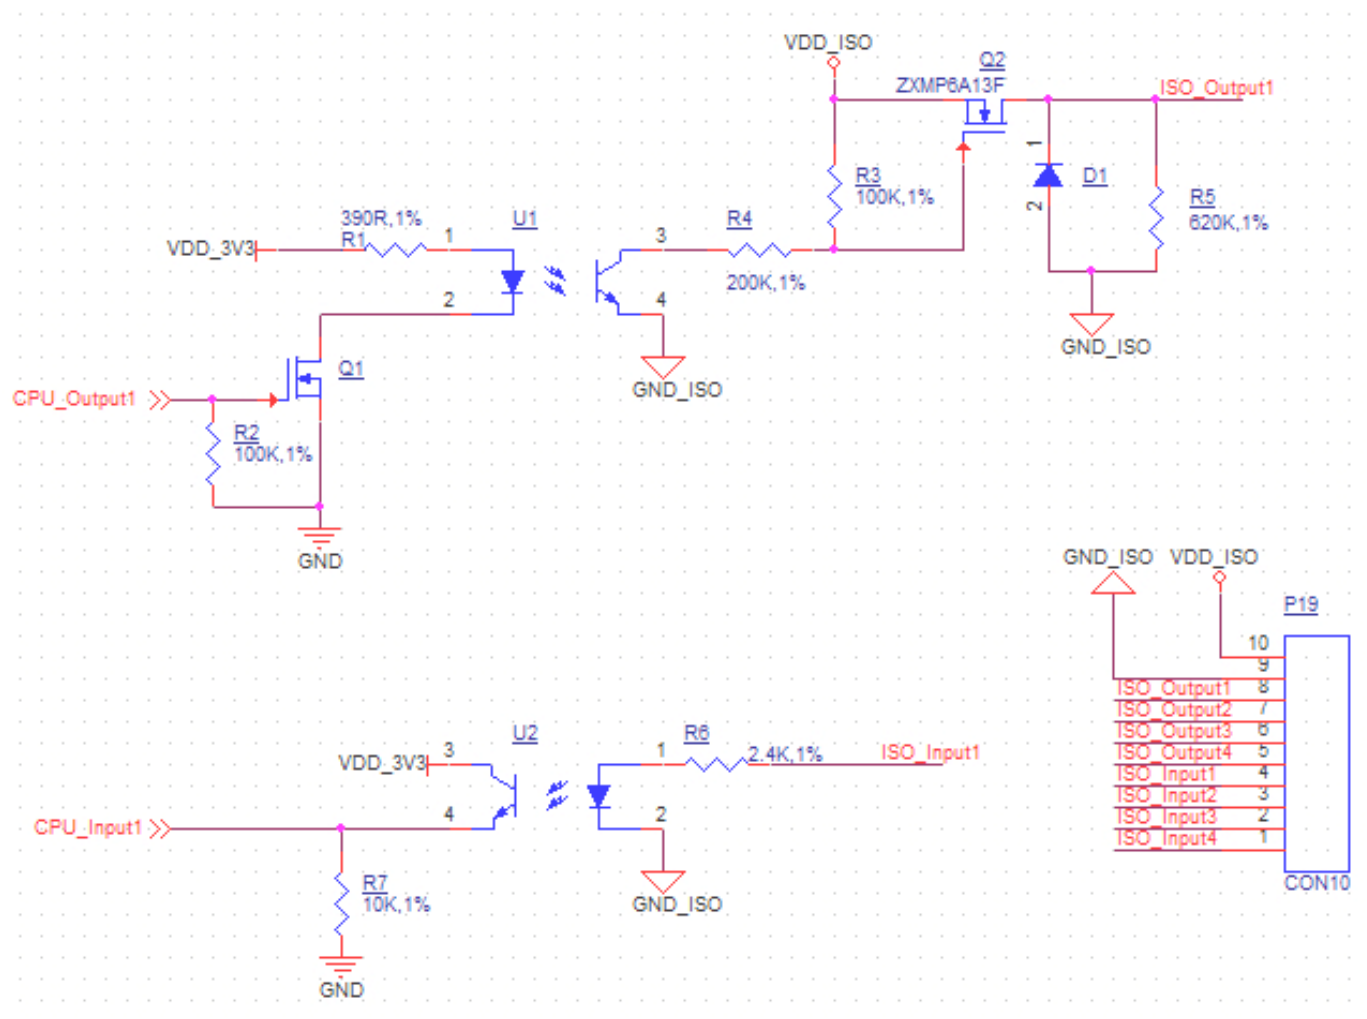 VDD_ISO
Q2
ZXMP6A13F
ISO_Output1
1
D1
2
R3
100K,1%
R5
620K,1%
390R,1%
R1
VDD_3V3
1
U1
3
R4
200K,1%
2
4
GND_ISO
GND_ISO
Q1
CPU_Output1
R2
100K,1%
GND
GND_ISO
VDD_ISO
P19
10
9
ISO_Output1 8
ISO_Output2 7
ISO_Output3 6
ISO_Output4 5
ISO_Input1 4
ISO_Input2 3
ISO_Input3 2
ISO_Input4 1
CON10
VDD_3V3
3
U2
1
R6
2.4K,1%
ISO_Input1
CPU_Input1
4
2
GND_ISO
R7
10K,1%
GND